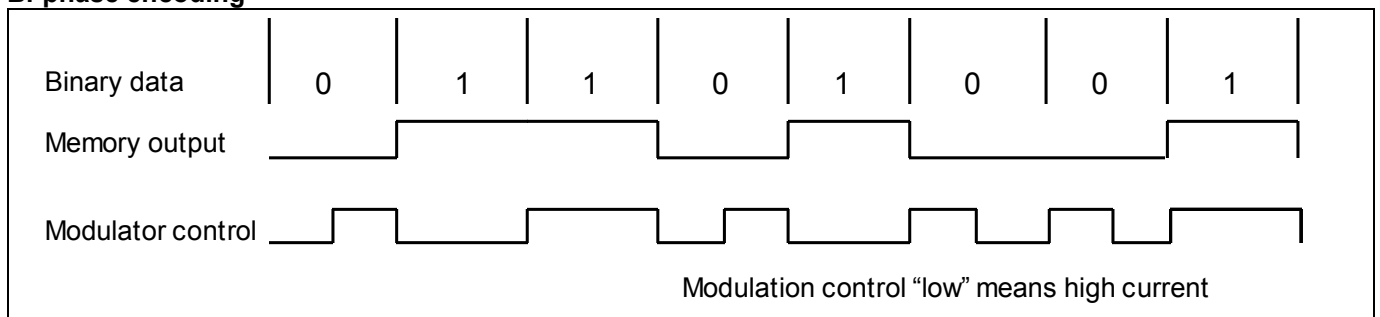 Bi-phase encoding
Binary data 0 1 1 0 1 0 0 1
Memory output
Modulator control
Modulation control “low” means high current